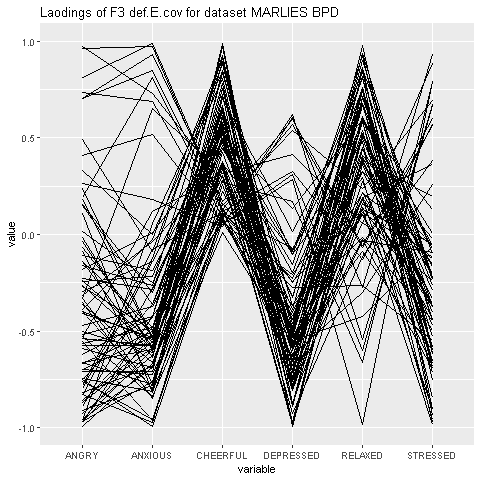 Laodings of F3 def.E.cov for dataset MARLIES BPD
1.0
0.5
0.0
-0.5
-1.0
value
ANGRY ANXIOUS CHEERFUL DEPRESSED RELAXED STRESSED
variable